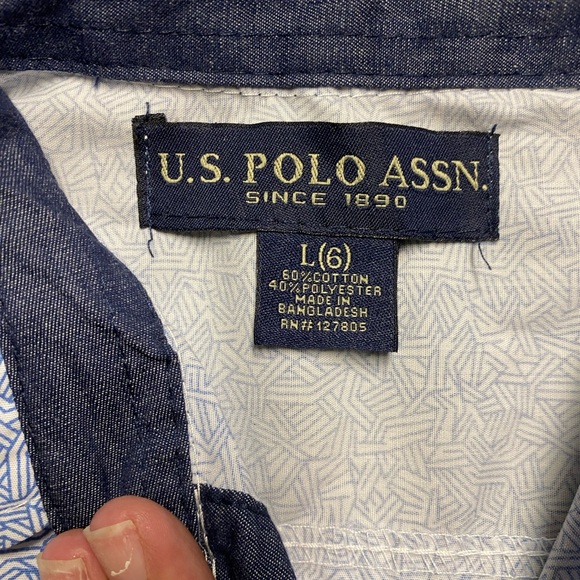 U.S. POLO ASSN.
SINCE 1890
L(6)
60%COTTON
40%POLYESTER
MADE IN
BANGLADESH
RN#127805